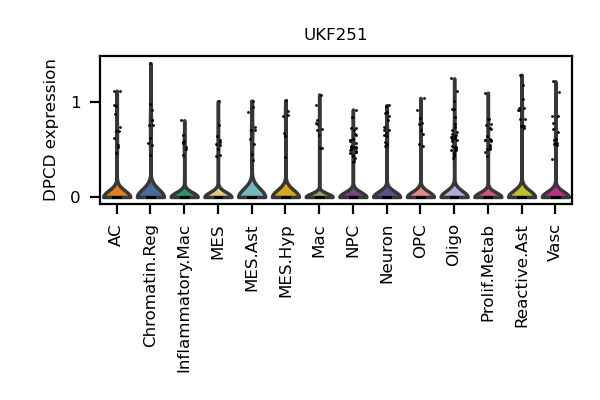 UKF251
DPCD expression
1
0
AC
Chromatin.Reg
Inflammatory.Mac
MES
MES.Ast
MES.Hyp
Mac
NPC
Neuron
OPC
Oligo
Prolif.Metab
Reactive.Ast
Vasc